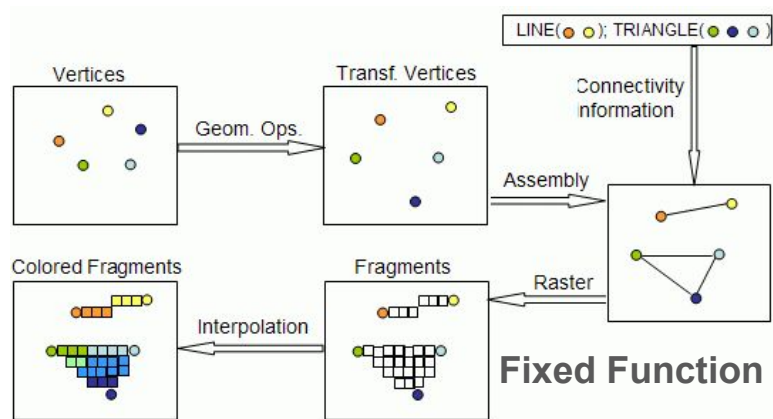 LINE( ); TRIANGLE( )
Vertices
Transf. Vertices
Connectivity
information
Geom. Ops.
Assembly
Colored Fragments
Fragments
Raster
Interpolation
Fixed Function